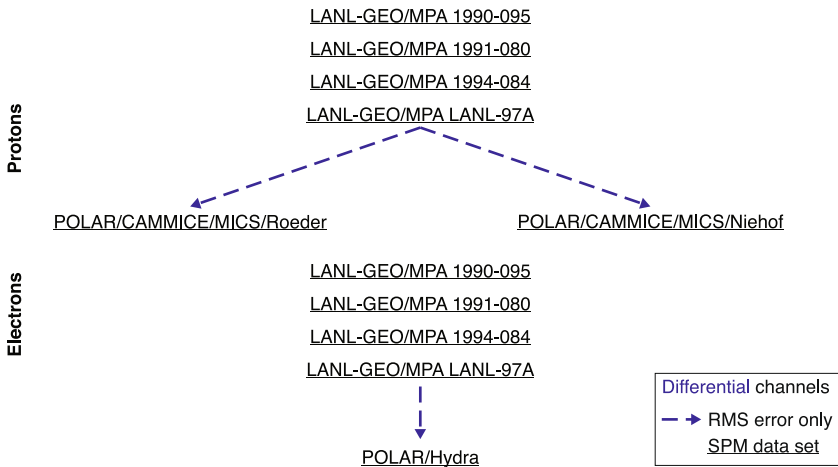 LANL-GEO/MPA 1990-095
LANL-GEO/MPA 1991-080
LANL-GEO/MPA 1994-084
LANL-GEO/MPA LANL-97A
Protons
POLAR/CAMMICE/MICS/Roeder
POLAR/CAMMICE/MICS/Niehof
LANL-GEO/MPA 1990-095
LANL-GEO/MPA 1991-080
LANL-GEO/MPA 1994-084
LANL-GEO/MPA LANL-97A
Electrons
POLAR/Hydra
Differential channels
RMS error only
SPM data set